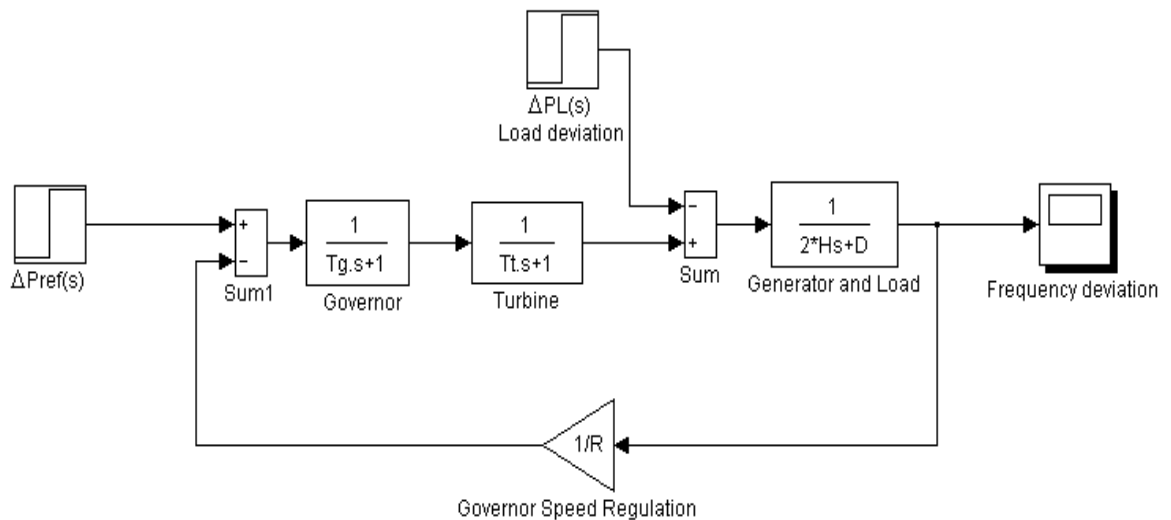 ΔPL(s)
Load deviation
ΔPref(s)
+
−
Sum1
1
Tg.s+1
Governor
1
Tt.s+1
Turbine
−
+
Sum
1
2*Hs+D
Generator and Load
Frequency deviation
1/R
Governor Speed Regulation